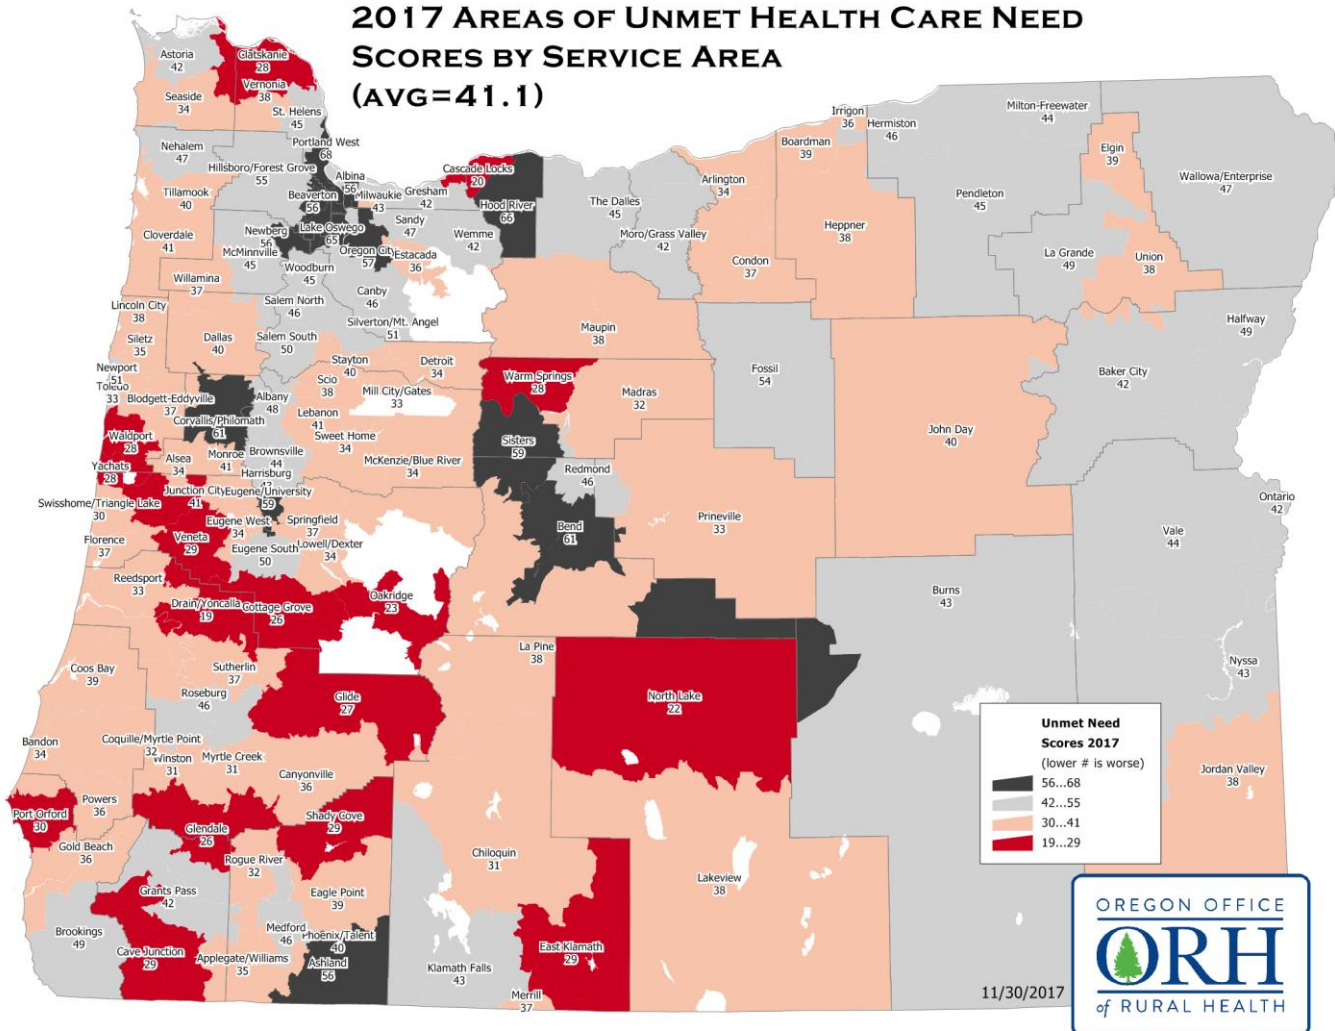 2017 AREAS OF UNMET HEALTH CARE NEED
SCORES BY SERVICE AREA
(AVG=41.1)
Astoria
42
Clatskanie
28
Vernonia
38
Seaside
34
St. Helens
45
Portland West
68
Nehalem
47
Hillsboro/Forest Grove
55
Albina
56
Beaverton
56
Milwaukie
43
Gresham
42
Cascade Locks
20
Hood River
66
The Dalles
45
Moro/Grass Valley
42
Arlington
34
Boardman
39
Irrigon
36
Hermiston
46
Milton-Freewater
44
Elgin
39
Wallowa/Enterprise
47
Pendleton
45
Heppner
38
Condon
37
La Grande
49
Union
38
Tillamook
40
Cloverdale
41
Newberg
56
Lake Oswego
65
Sandy
47
Wemme
42
Oregon City
57
Estacada
36
McMinnville
45
Woodburn
45
Willamina
37
Canby
46
Salem North
46
Lincoln City
38
Silverton/Mt. Angel
51
Siletz
35
Dallas
40
Salem South
50
Maupin
38
Halfway
49
Baker City
42
Fossil
54
Newport
51
Toledo
33
Blodgett-Eddyville
37
Stayton
40
Detroit
34
Scio
38
Mill City/Gates
33
Warm Springs
28
Madras
32
Albany
48
Lebanon
41
Corvallis/Philomath
61
Sweet Home
34
Sisters
59
John Day
40
Waldport
28
Alsea
34
Monroe
41
Brownsville
44
McKenzie/Blue River
34
Redmond
46
Yachats
28
Harrisburg
Junction City
41
Eugene/University
59
Swisshome/Triangle Lake
30
Ontario
42
Eugene West
34
Springfield
37
Prineville
33
Bend
61
Vale
44
Florence
37
Veneta
29
Eugene South
50
Lowell/Dexter
34
Reedsport
33
Drain/Yoncalla
19
Cottage Grove
26
Oakridge
23
Burns
43
La Pine
38
Coos Bay
39
Sutherlin
37
Roseburg
46
Glide
27
North Lake
22
Nyssa
43
Bandon
34
Coquille/Myrtle Point
32
Winston
31
Myrtle Creek
31
Canyonville
36
Jordan Valley
38
Port Orford
30
Powers
36
Shady Cove
29
Glendale
26
Gold Beach
36
Rogue River
32
Chiloquin
31
Lakeview
38
Grants Pass
42
Eagle Point
39
Brookings
49
Medford
46
Phoenix/Talent
40
Ashland
56
Cave Junction
29
Applegate/Williams
35
Klamath Falls
43
East Klamath
29
Merrill
37
Unmet Need
Scores 2017
(lower # is worse)
56...68
42...55
30...41
19...29
11/30/2017
OREGON OFFICE
ORH
of RURAL HEALTH